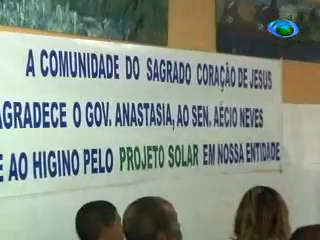 A COMUNIDADE DO SAGRADO CORAÇÃO DE JESUS
AGRADECE O GOV. ANASTASIA, AO SEN. AÉCIO NEVES
E AO HIGINO PELO PROJETO SOLAR EM NOSSA ENTIDADE